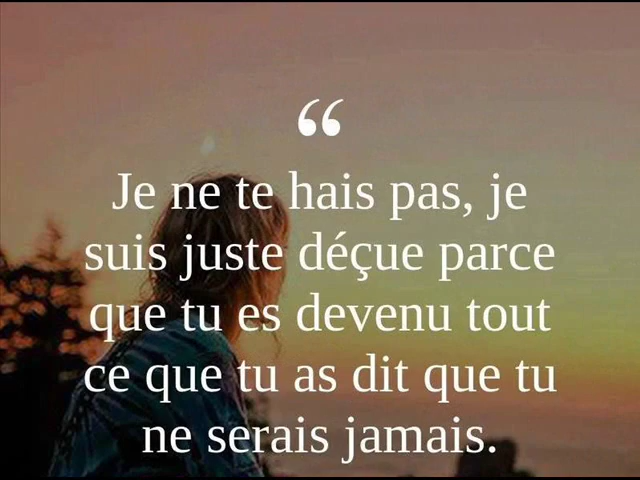 “
Je ne te hais pas, je
suis juste déçue parce
que tu es devenu tout
ce que tu as dit que tu
ne serais jamais.